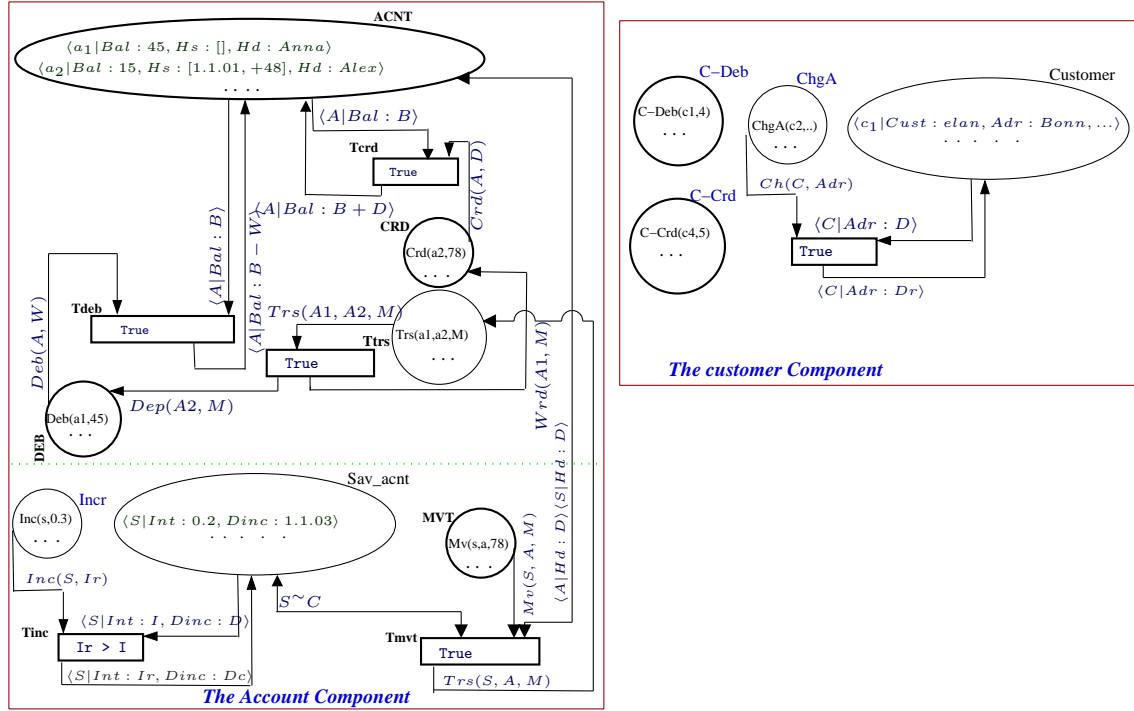 ACNT
⟨a1|Bal : 45, Hs : [], Hd : Anna⟩
⟨a2|Bal : 15, Hs : [1.1.01, +48], Hd : Alex⟩
. . . .
⟨A|Bal : B⟩
Tcrd
True
Crd(A, D)
⟨A|Bal : B + D⟩
⟨A|Bal : B⟩
⟨A|Bal : B − W⟩
CRD
Crd(a2,78)
. . .
Deb(A, W)
Tdeb
True
Trs(A1, A2, M)
Trs(a1,a2,M)
. . .
Ttrs
True
Wrd(A1, M)
Dep(A2, M)
Deb(a1,45)
. . .
DEB
⟨A|Hd : D⟩⟨S|Hd : D⟩
Sav_acnt
Incr
Inc(s,0.3)
. . .
⟨S|Int : 0.2, Dinc : 1.1.03⟩
. . . . .
MVT
Mv(s,a,78)
. . .
Mv(S, A, M)
Inc(S, Ir)
S~C
⟨S|Int : I, Dinc : D⟩
Tinc
Ir > I
Tmvt
True
⟨S|Int : Ir, Dinc : Dc⟩
Trs(S, A, M)
The Account Component
C−Deb
ChgA
Customer
C−Deb(c1,4)
. . .
ChgA(c2,..)
. . .
⟨c1|Cust : elan, Adr : Bonn, ...⟩
. . . . .
Ch(C, Adr)
C−Crd
C−Crd(c4,5)
. . .
⟨C|Adr : D⟩
True
⟨C|Adr : Dr⟩
The customer Component